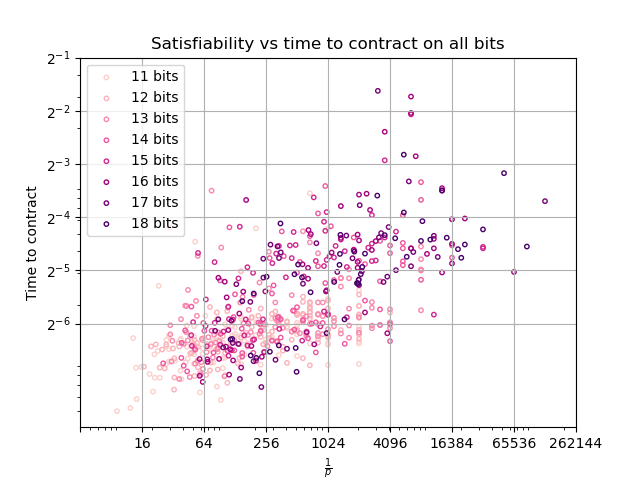 Satisfiability vs time to contract on all bits
2⁻¹
2⁻²
2⁻³
2⁻⁴
2⁻⁵
2⁻⁶
Time to contract
11 bits
12 bits
13 bits
14 bits
15 bits
16 bits
17 bits
18 bits
16 64 256 1024 4096 16384 65536 262144
1/p